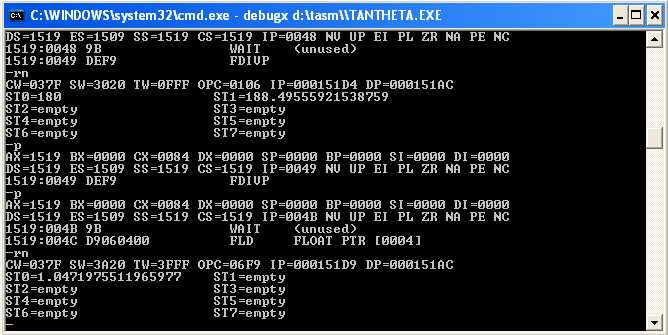 C:\WINDOWS\system32\cmd.exe - debugx d:\tasm\\TANTHETA.EXE
DS=1519 ES=1509 SS=1519 CS=1519 IP=0048 NV UP EI PL ZR NA PE NC
1519:0048 9B WAIT (unused)
1519:0049 DEF9 FDIVP
-rn
CW=037F SW=3020 TW=0FFF OPC=0106 IP=000151D4 DP=000151AC
ST0=180 ST1=188.49555921538759
ST2=empty ST3=empty
ST4=empty ST5=empty
ST6=empty ST7=empty
-p
AX=1519 BX=0000 CX=0084 DX=0000 SP=0000 BP=0000 SI=0000 DI=0000
DS=1519 ES=1509 SS=1519 CS=1519 IP=0049 NV UP EI PL ZR NA PE NC
1519:0049 DEF9 FDIVP
-p
AX=1519 BX=0000 CX=0084 DX=0000 SP=0000 BP=0000 SI=0000 DI=0000
DS=1519 ES=1509 SS=1519 CS=1519 IP=004B NV UP EI PL ZR NA PE NC
1519:004B 9B WAIT (unused)
1519:004C D9060400 FLD FLOAT PTR [0004]
-rn
CW=037F SW=3A20 TW=3FFF OPC=06F9 IP=000151D9 DP=000151AC
ST0=1.0471975511965977 ST1=empty
ST2=empty ST3=empty
ST4=empty ST5=empty
ST6=empty ST7=empty
-